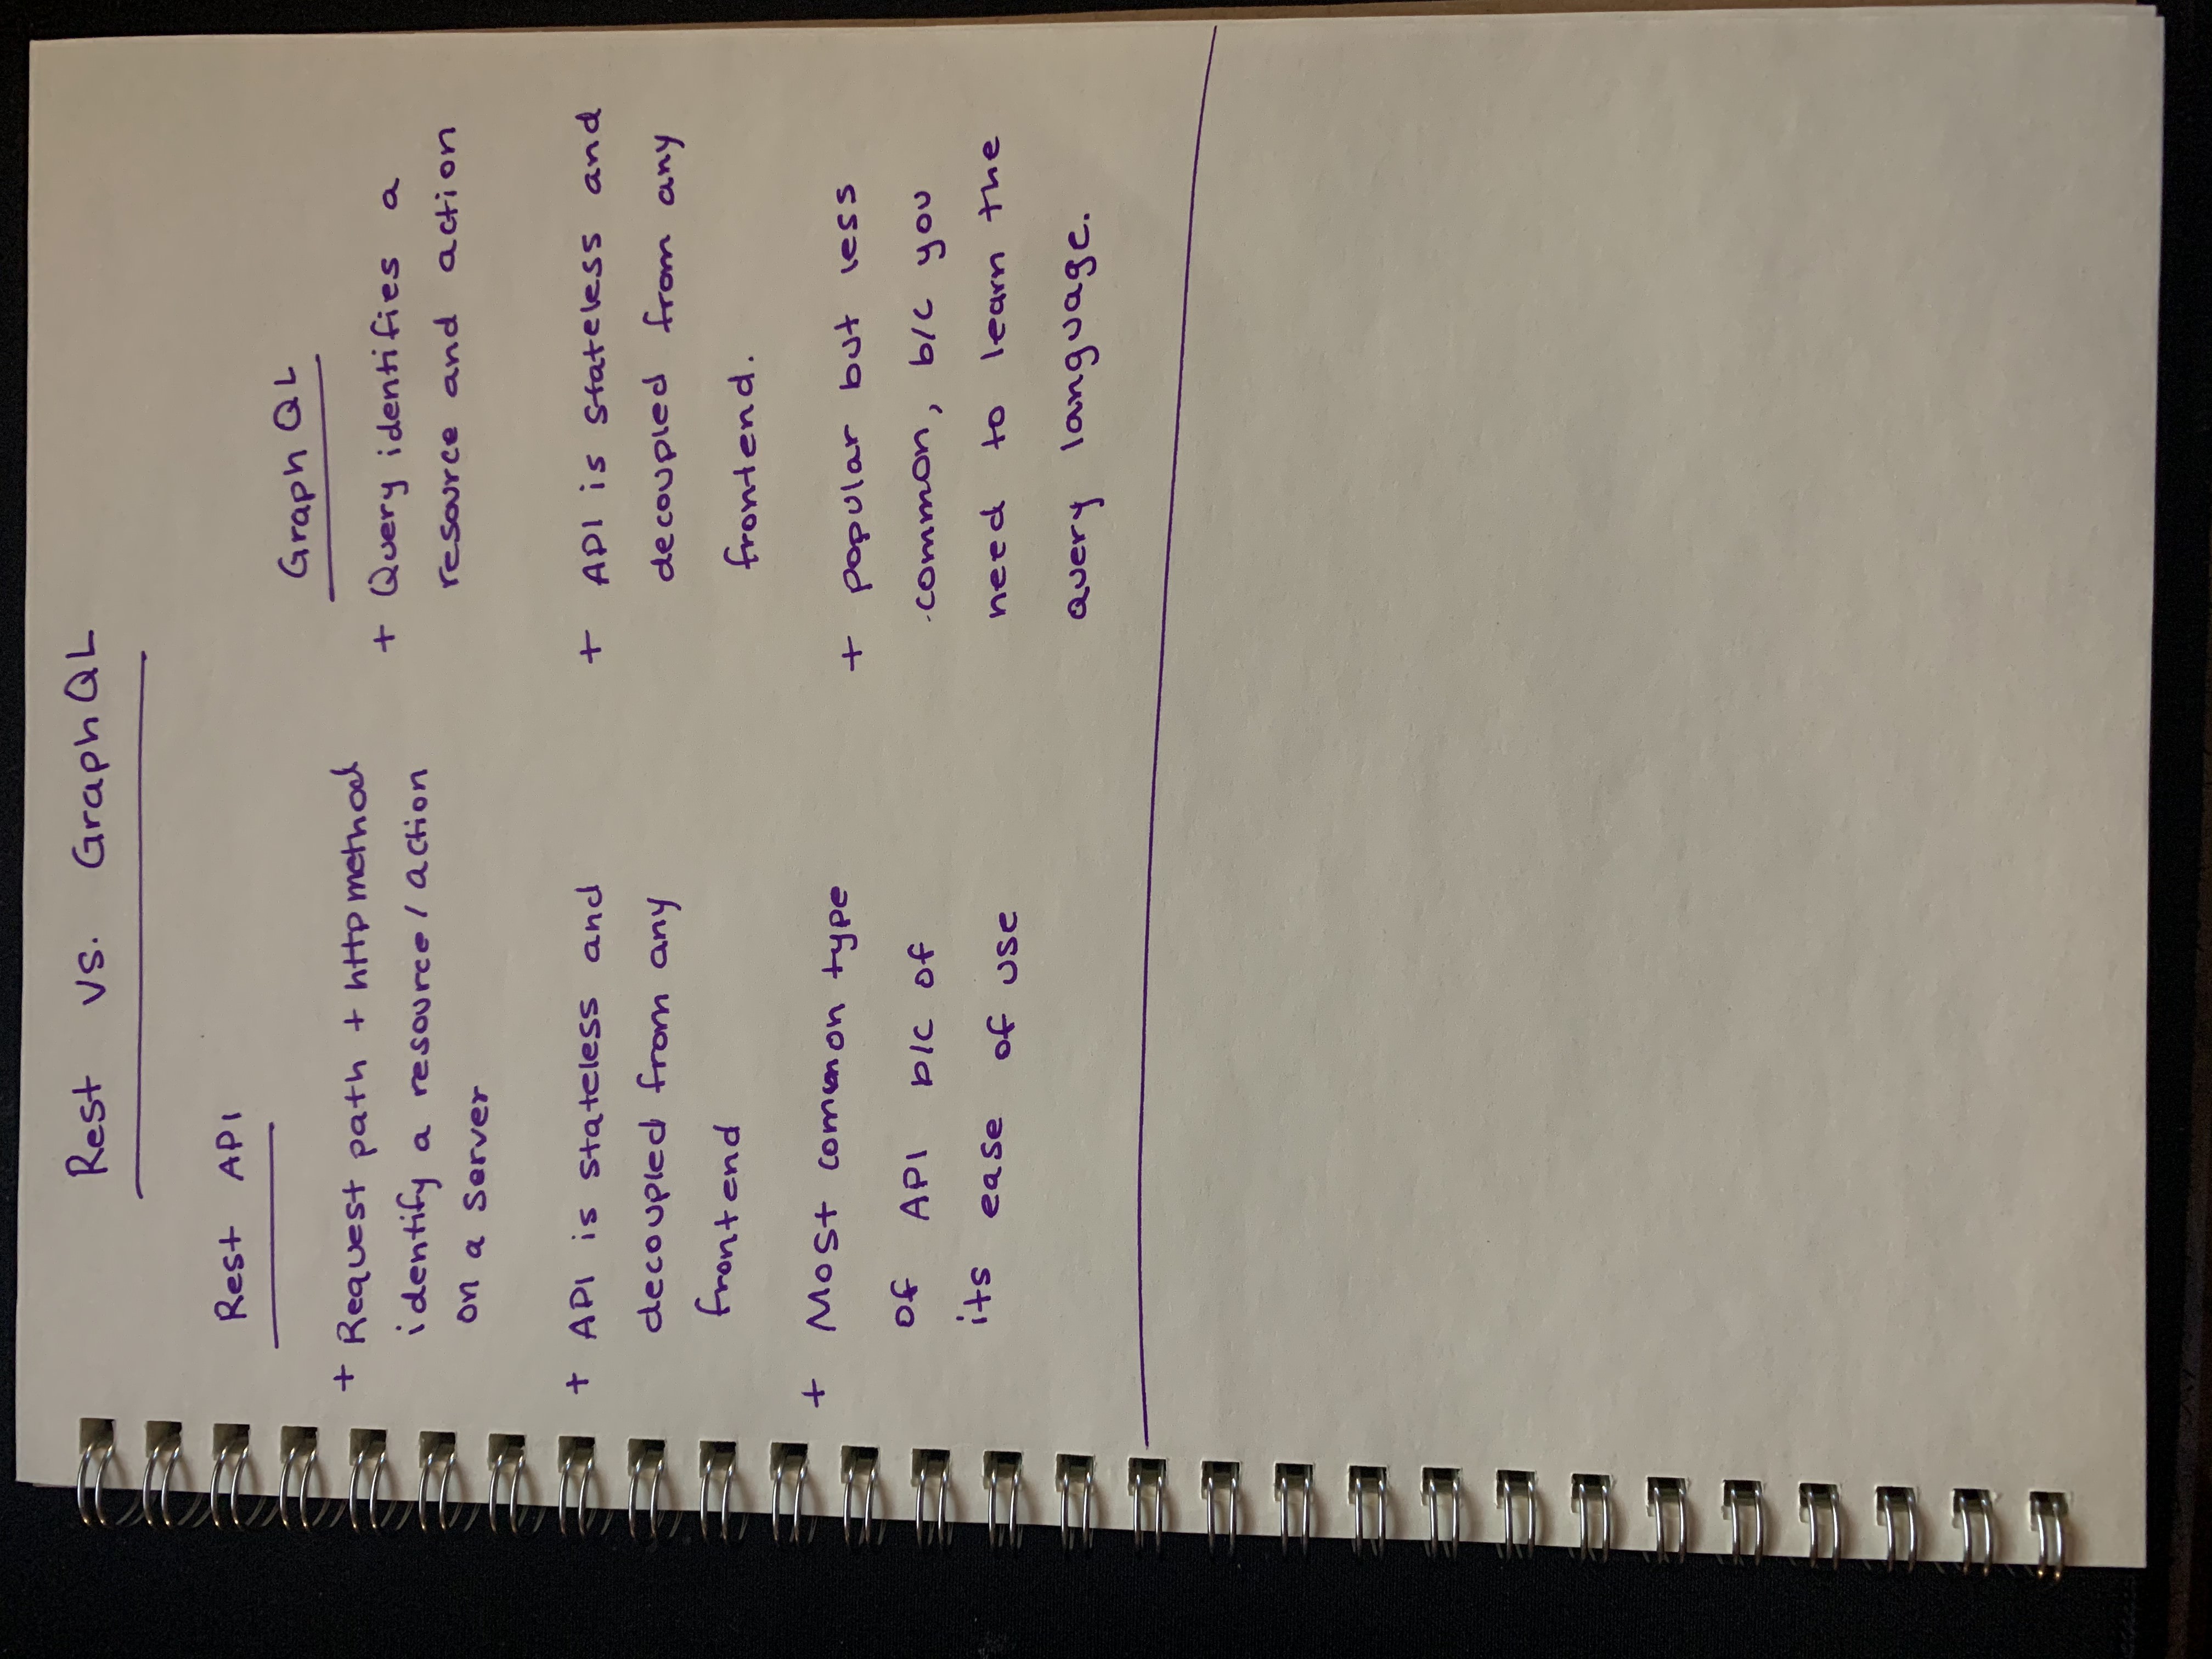 Rest vs. GraphQL
Rest API
+ Request path + http method
identify a resource / action
on a server
+ API is stateless and
decoupled from any
frontend
+ Most common type
of API b/c of
its ease of use
GraphQL
+ Query identifies a
resource and action
+ API is stateless and
decoupled from any
frontend.
+ popular but less
common, b/c you
need to learn the
query language.